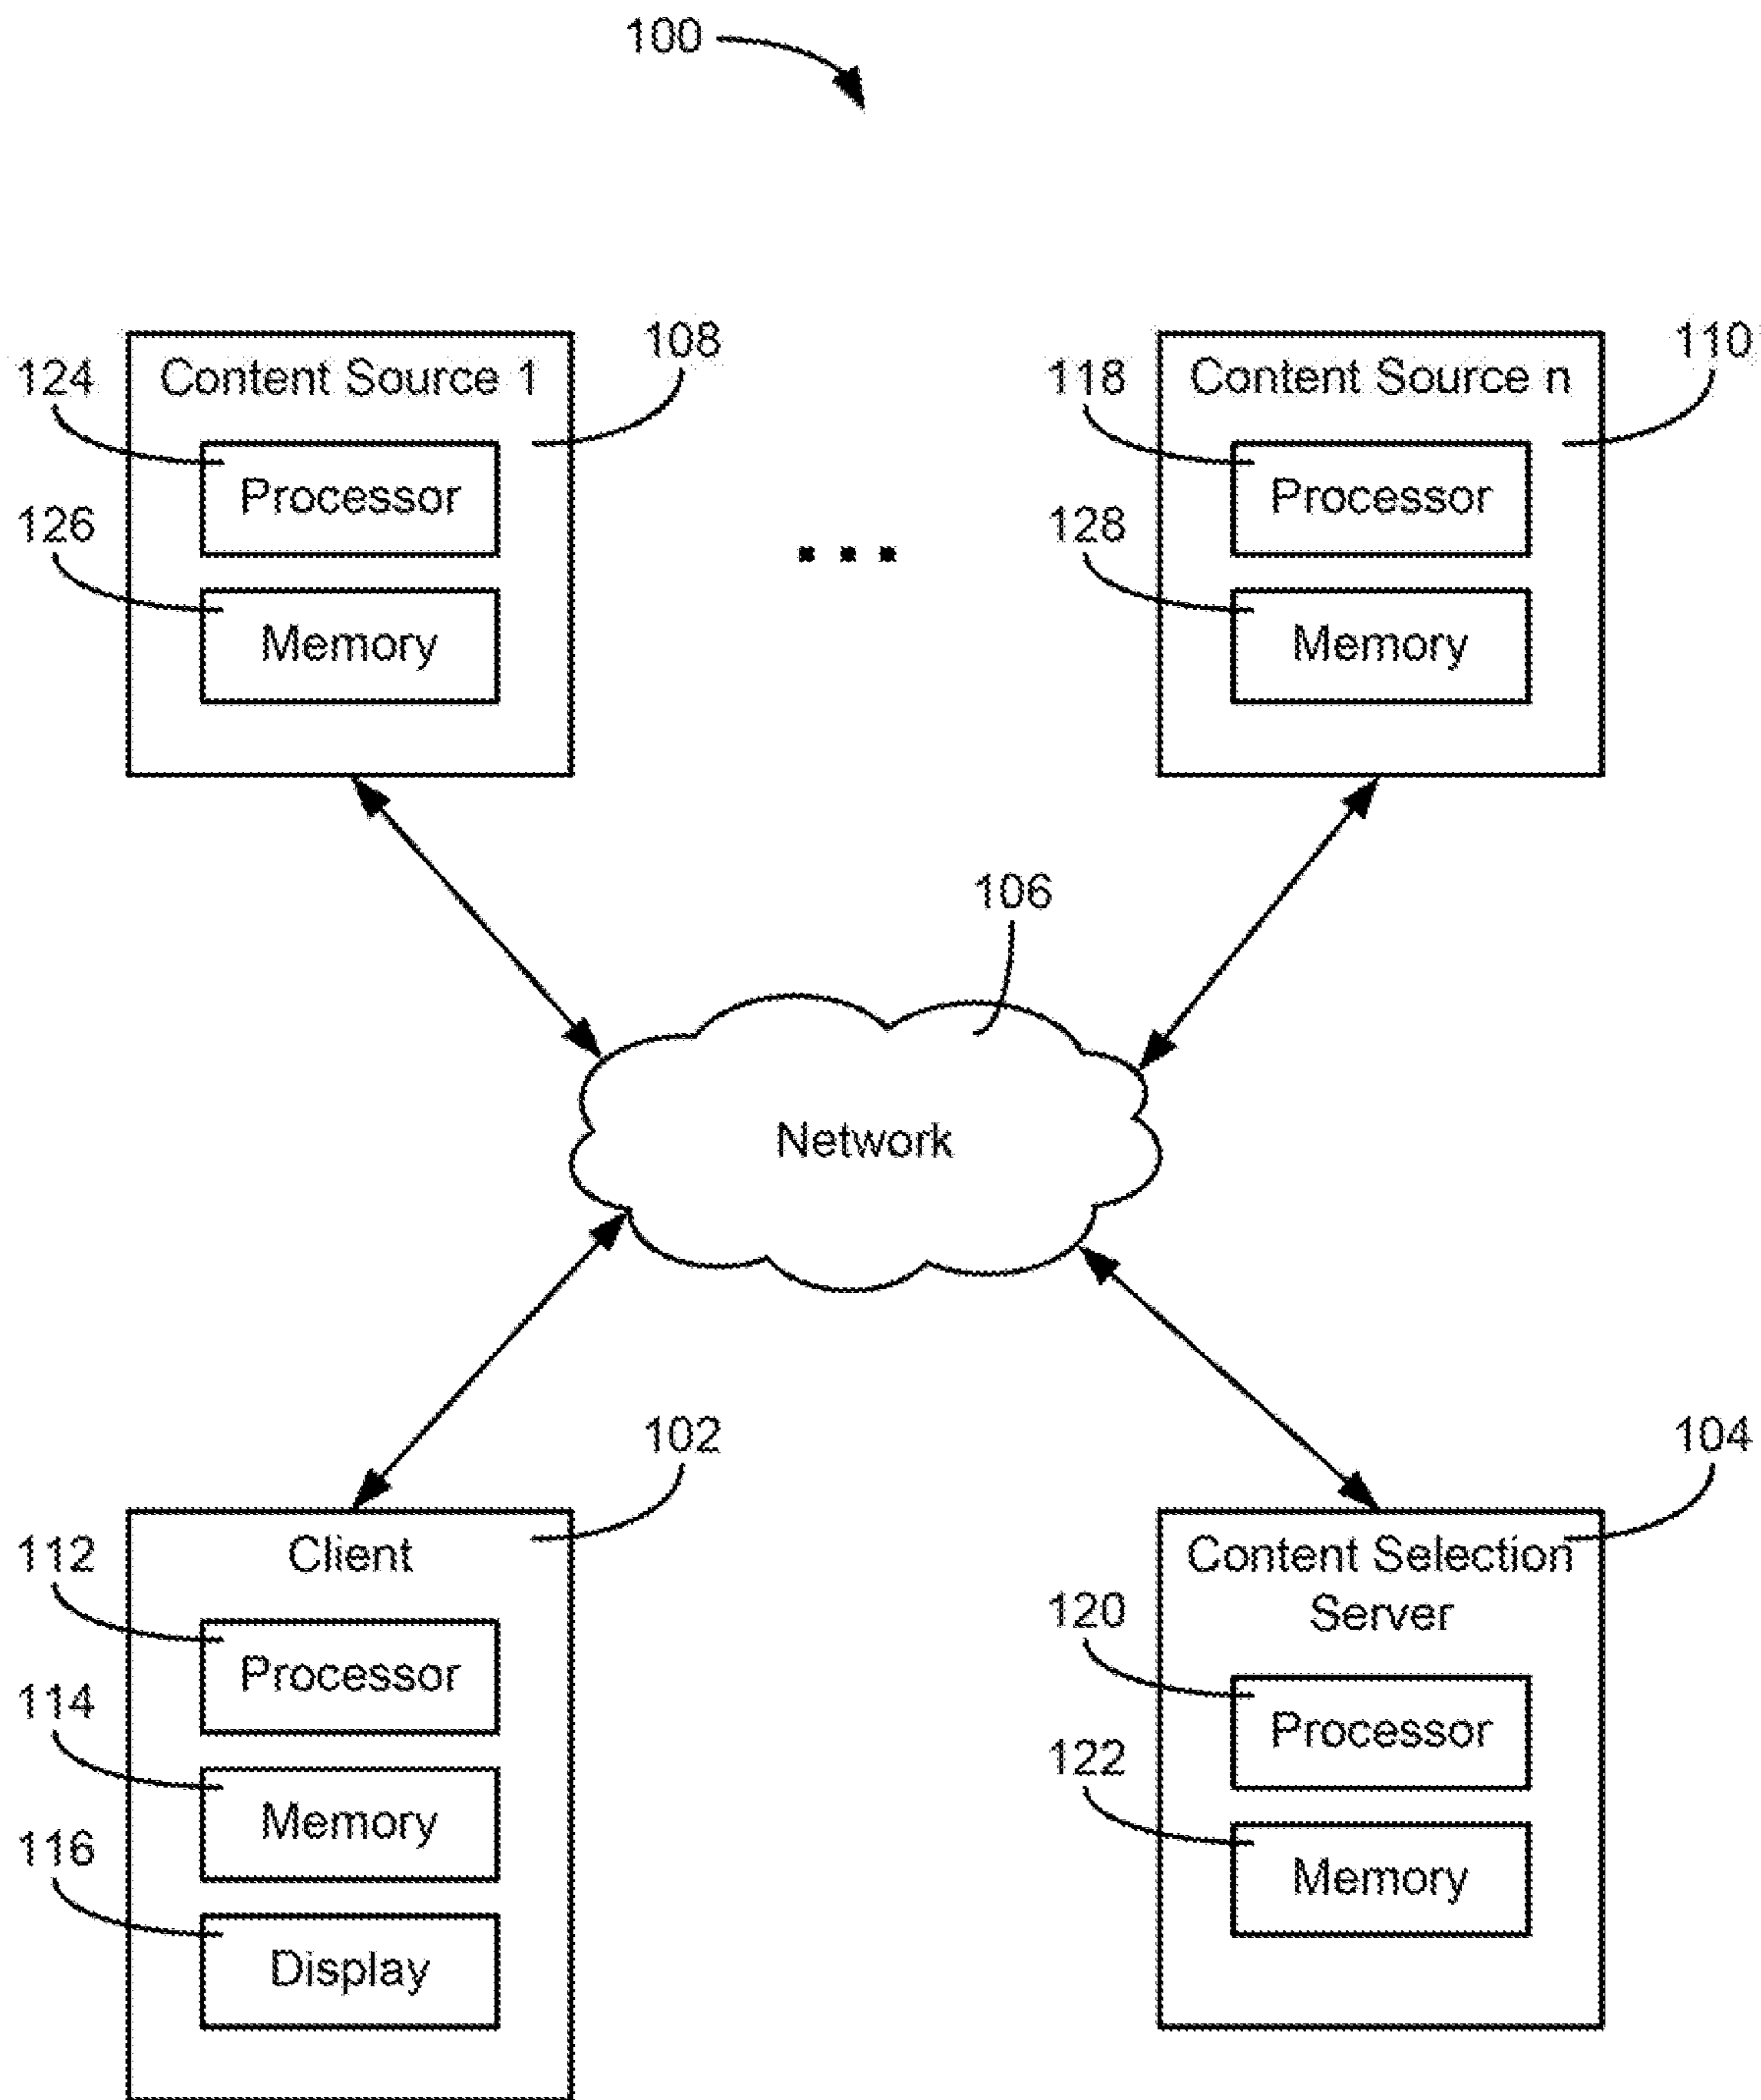 100
108
110
124
Content Source 1
118
Content Source n
Processor
Processor
126
128
...
Memory
Memory
106
Network
102
104
112
Client
Content Selection
Server
120
Processor
114
Processor
122
Memory
116
Memory
Display